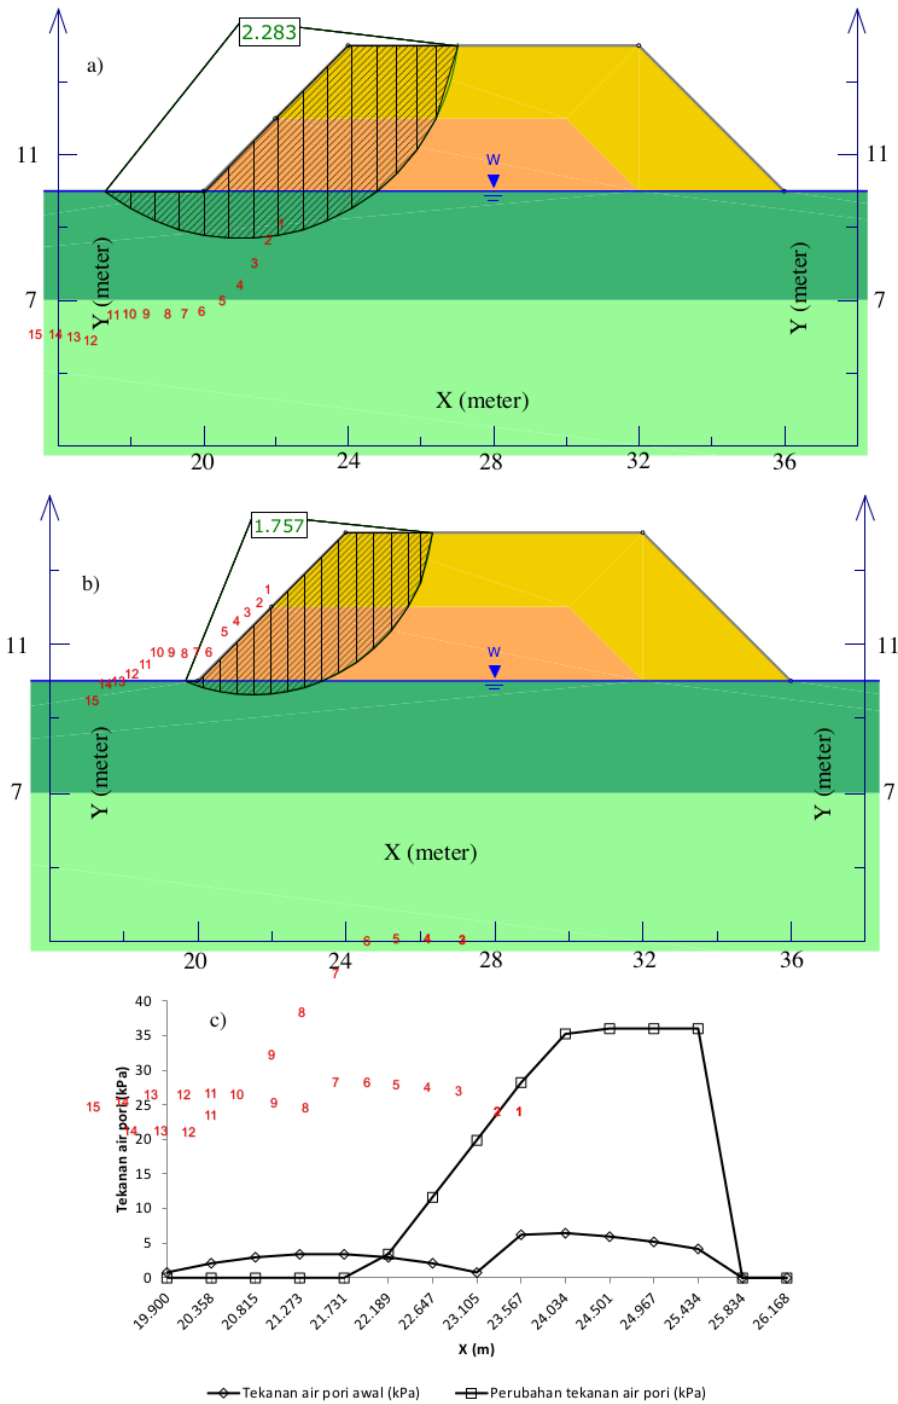 2.283
a)
11
11
W
1
2
3
4
5
6
7
8
9
10
11
12
13
14
15
7
7
Y (meter)
Y (meter)
X (meter)
20 24 28 32 36
1.757
b)
1
2
3
4
5
6
7
8
9
10
11
12
13
14
15
11
11
W
7
7
Y (meter)
Y (meter)
X (meter)
20 24 28 32 36
6 5 4 3
7
8
9
c)
40
35
30
25
20
15
10
5
0
7 8 5 4 3
15 14 13 12 11 10 9 8 2 1
11
14 13 12
Tekanan air pori (kPa)
19.900 20.358 20.815 21.273 21.731 22.189 22.647 23.105 23.567 24.034 24.501 24.967 25.434 25.834 26.168
X (m)
Tekanan air pori awal (kPa) Perubahan tekanan air pori (kPa)